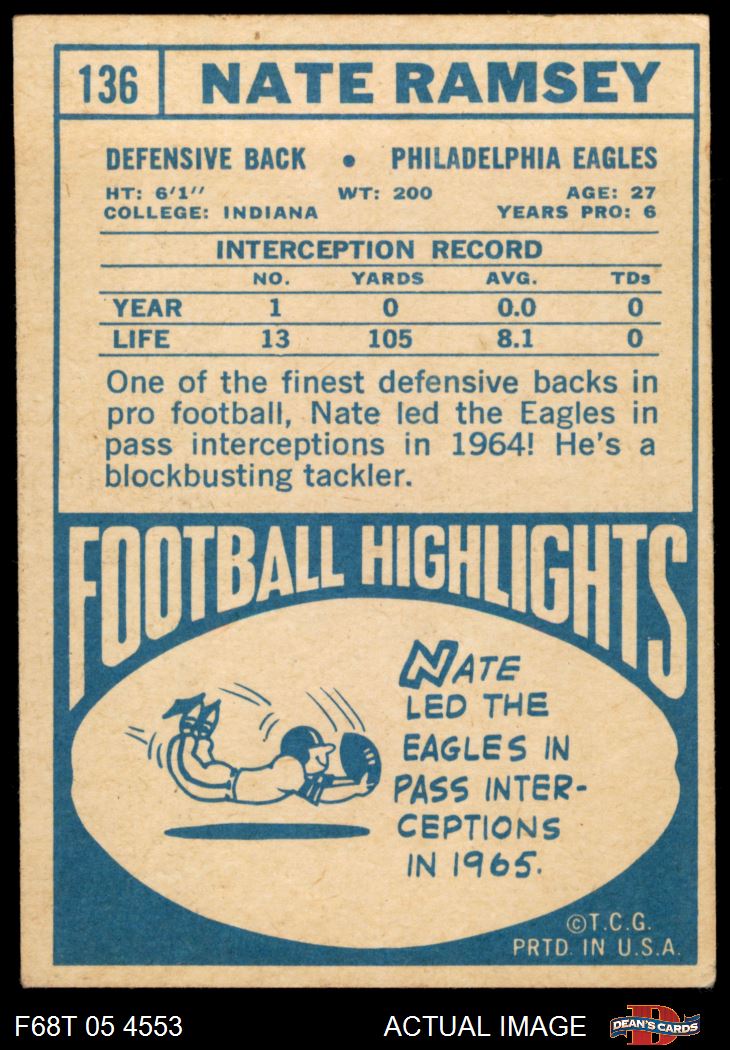 136 NATE RAMSEY
DEFENSIVE BACK • PHILADELPHIA EAGLES
HT: 6'1" WT: 200 AGE: 27
COLLEGE: INDIANA YEARS PRO: 6
INTERCEPTION RECORD
NO. YARDS AVG. TDs
YEAR 1 0 0.0 0
LIFE 13 105 8.1 0
One of the finest defensive backs in
pro football, Nate led the Eagles in
pass interceptions in 1964! He's a
blockbusting tackler.
FOOTBALL HIGHLIGHTS
NATE
LED THE
EAGLES IN
PASS INTER-
CEPTIONS
IN 1965.
©T.C.G.
PRTD. IN U.S.A.
F68T 05 4553 ACTUAL IMAGE DEAN'S CARDS